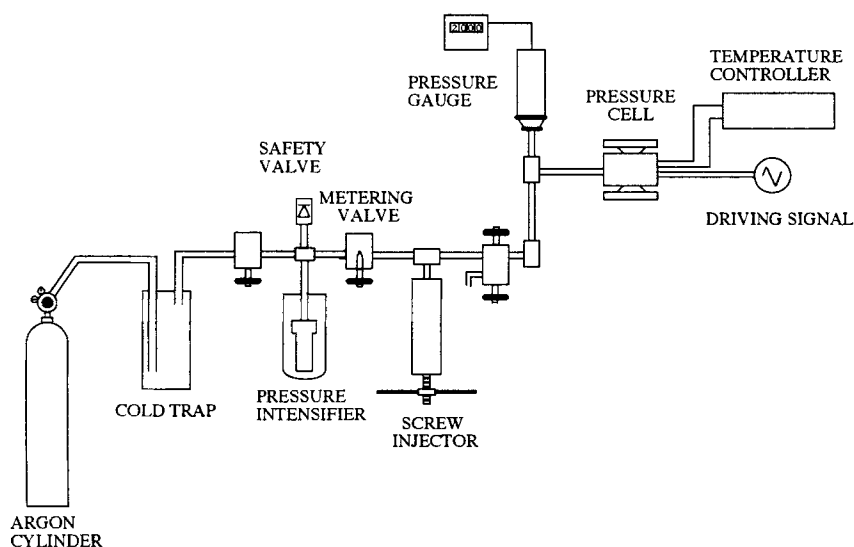 2000
PRESSURE
GAUGE
TEMPERATURE
CONTROLLER
PRESSURE
CELL
SAFETY
VALVE
METERING
VALVE
DRIVING SIGNAL
COLD TRAP
PRESSURE
INTENSIFIER
SCREW
INJECTOR
ARGON
CYLINDER